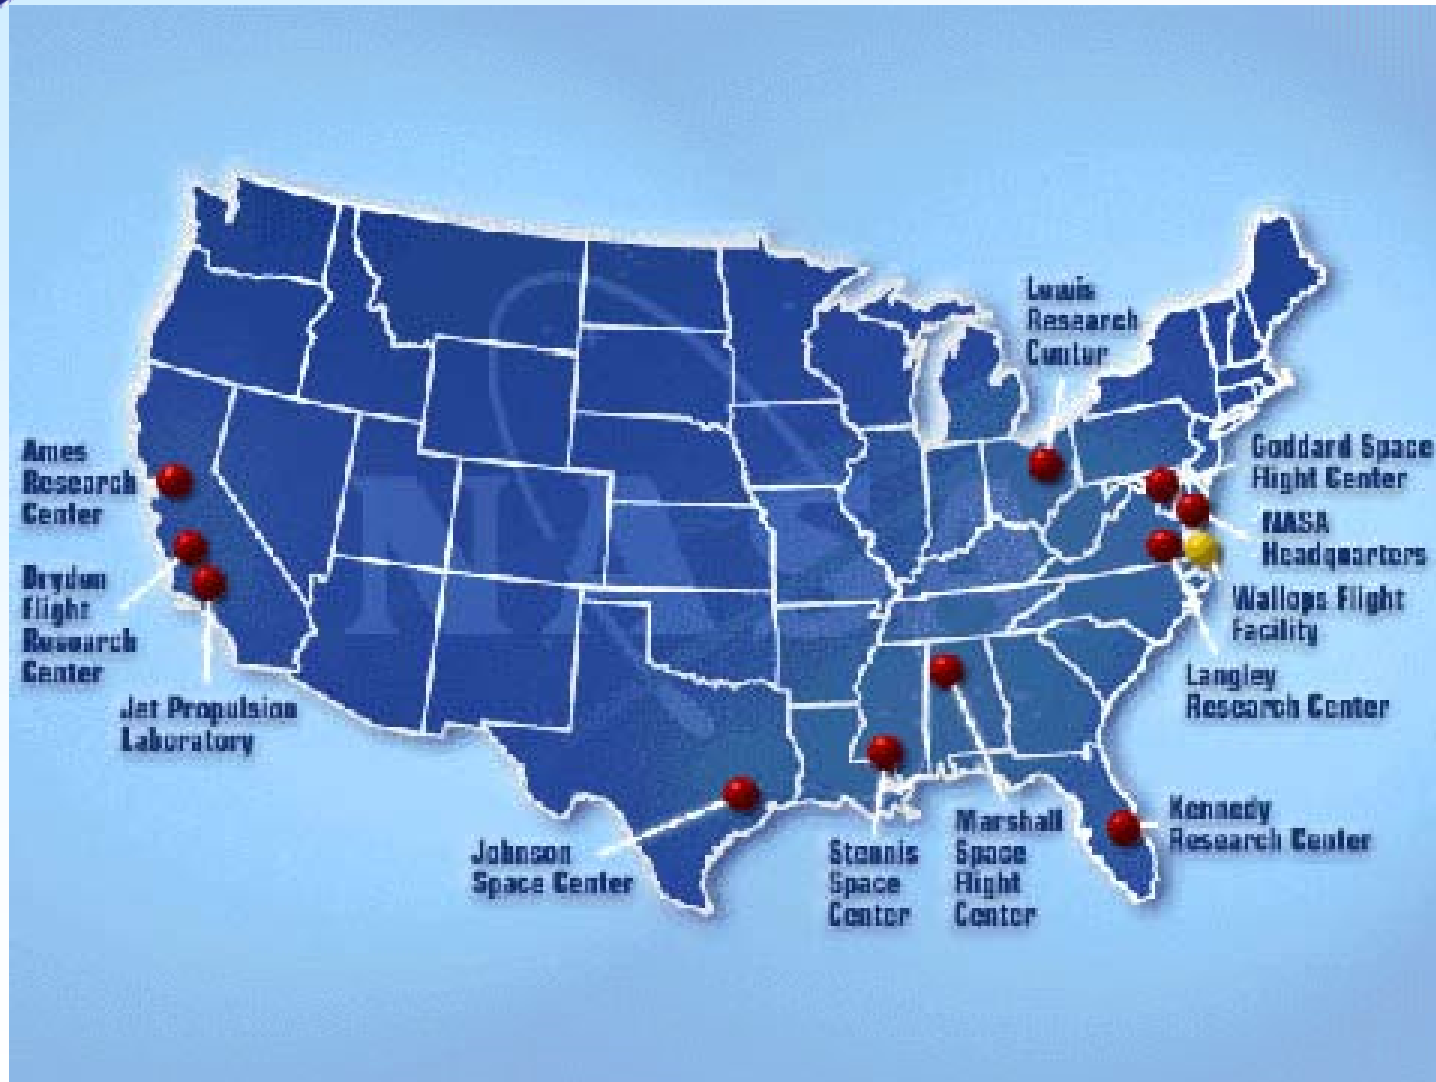 Lewis
Research
Center
Ames
Research
Center
Goddard Space
Flight Center
NASA
Headquarters
Dryden
Flight
Research
Center
Wallops Flight
Facility
Langley
Research Center
Jet Propulsion
Laboratory
Kennedy
Research Center
Johnson
Space Center
Stennis
Space
Center
Marshall
Space
Flight
Center
NASA